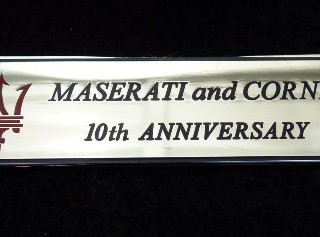 MASERATI and CORN
10th ANNIVERSARY